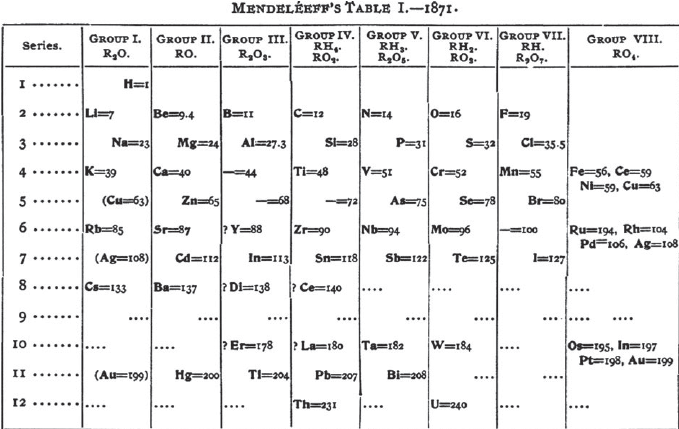 MENDELÉEFF'S TABLE I.—1871.
Series. GROUP I. R₂O. GROUP II. RO. GROUP III. R₂O₃. GROUP IV. RH₄. RO₂. GROUP V. RH₃. R₂O₅. GROUP VI. RH₂. RO₃. GROUP VII. RH. R₂O₇. GROUP VIII. RO₄.
1 ....... H=1
2 ....... Li=7 Be=9.4 B=11 C=12 N=14 O=16 F=19
3 ....... Na=23 Mg=24 Al=27.3 Si=28 P=31 S=32 Cl=35.5
4 ....... K=39 Ca=40 —=44 Ti=48 V=51 Cr=52 Mn=55 Fe=56, Ce=59
Ni=59, Cu=63
5 ....... (Cu=63) Zn=65 —=68 —=72 As=75 Se=78 Br=80
6 ....... Rb=85 Sr=87 ? Y=88 Zr=90 Nb=94 Mo=96 —=100 Ru=194, Rh=104
Pd=106, Ag=108
7 ....... (Ag=108) Cd=112 In=113 Sn=118 Sb=122 Te=125 I=127
8 ....... Cs=133 Ba=137 ? Di=138 ? Ce=140 .... .... .... ....
9 ....... .... .... .... .... .... .... .... .... ....
10 ....... .... .... ? Er=178 ? La=180 Ta=182 W=184 .... Os=195, In=197
Pt=198, Au=199
11 ....... (Au=199) Hg=200 Tl=204 Pb=207 Bi=208 .... ....
12 ....... .... .... .... Th=231 .... U=240 .... ....